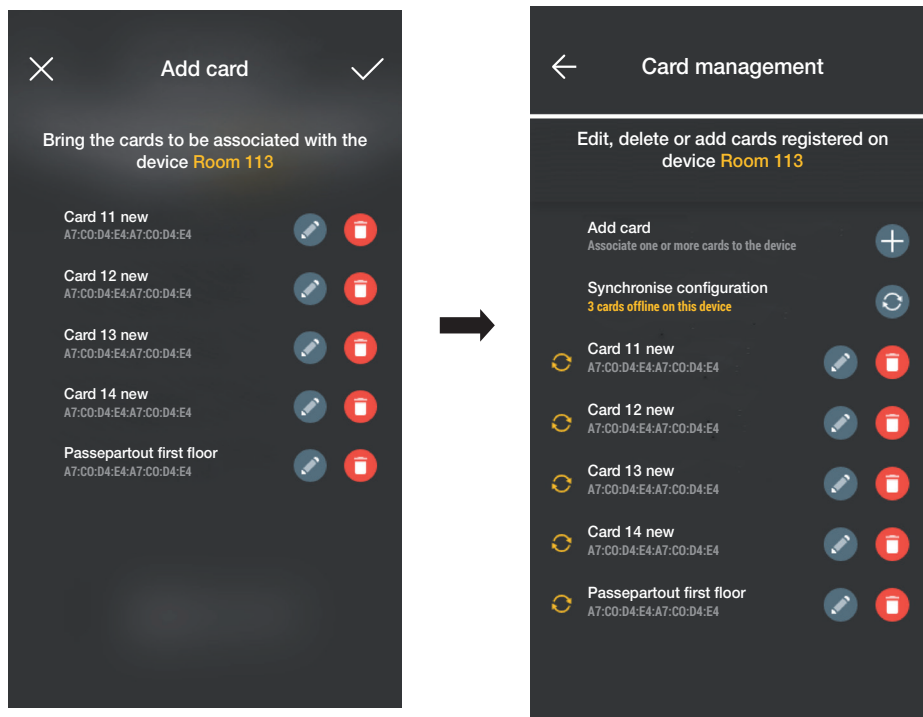 Add card
Bring the cards to be associated with the
device Room 113
Card 11 new
A7:C0:D4:E4:A7:C0:D4:E4
Card 12 new
A7:C0:D4:E4:A7:C0:D4:E4
Card 13 new
A7:C0:D4:E4:A7:C0:D4:E4
Card 14 new
A7:C0:D4:E4:A7:C0:D4:E4
Passepartout first floor
A7:C0:D4:E4:A7:C0:D4:E4
Card management
Edit, delete or add cards registered on
device Room 113
Add card
Associate one or more cards to the device
Synchronise configuration
3 cards offline on this device
Card 11 new
A7:C0:D4:E4:A7:C0:D4:E4
Card 12 new
A7:C0:D4:E4:A7:C0:D4:E4
Card 13 new
A7:C0:D4:E4:A7:C0:D4:E4
Card 14 new
A7:C0:D4:E4:A7:C0:D4:E4
Passepartout first floor
A7:C0:D4:E4:A7:C0:D4:E4